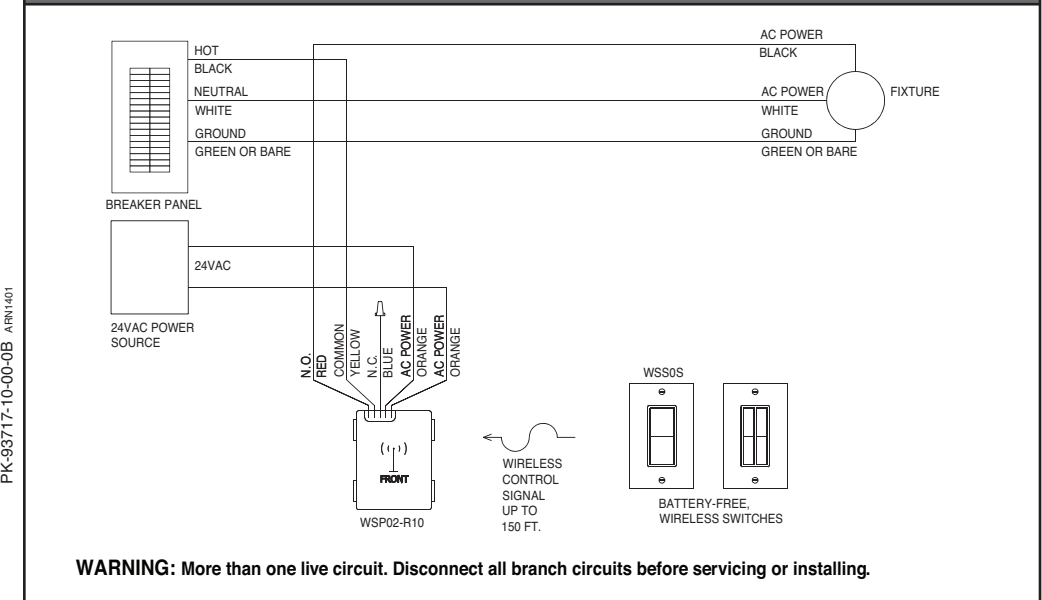 HOT
BLACK
NEUTRAL
WHITE
GROUND
GREEN OR BARE
BREAKER PANEL
AC POWER
BLACK
AC POWER
WHITE
GROUND
GREEN OR BARE
FIXTURE
24VAC
24VAC POWER
SOURCE
N.O.
RED
COMMON
YELLOW
N.C.
BLUE
AC POWER
ORANGE
AC POWER
ORANGE
FRONT
WSP02-R10
WIRELESS
CONTROL
SIGNAL
UP TO
150 FT.
WSS0S
BATTERY-FREE,
WIRELESS SWITCHES
PK-93717-10-00-0B ARN1401
WARNING: More than one live circuit. Disconnect all branch circuits before servicing or installing.